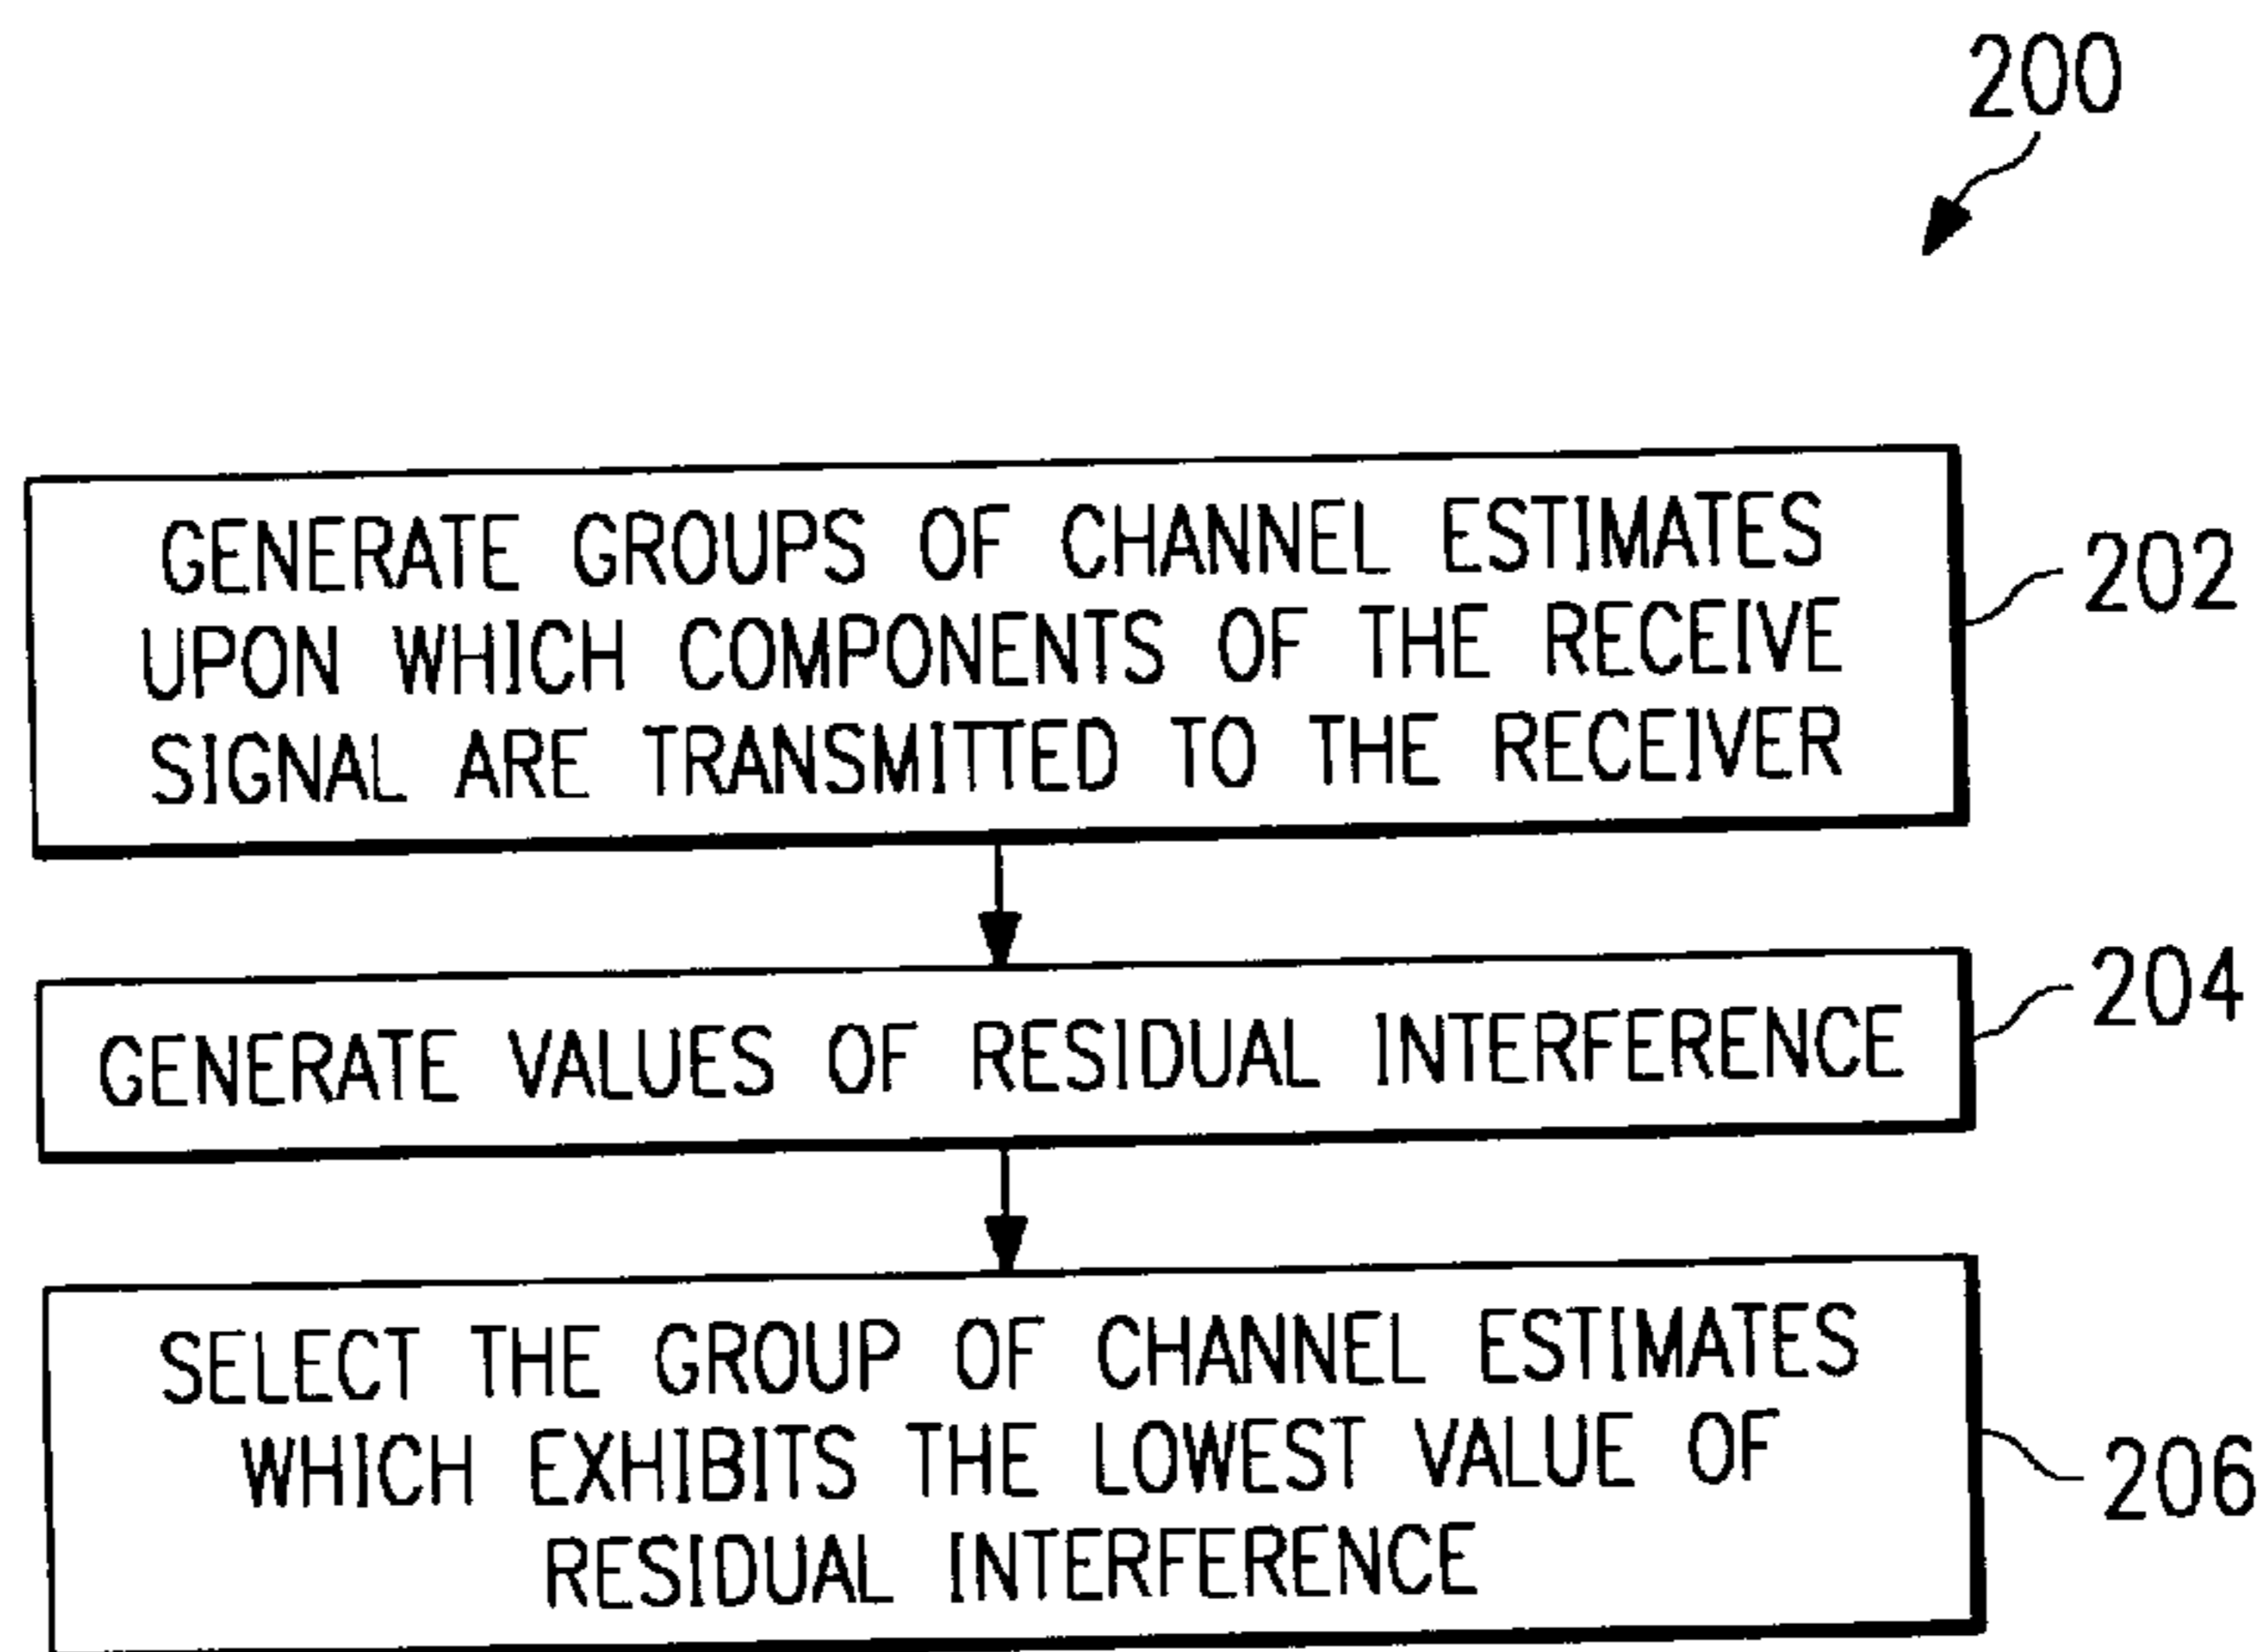 200
GENERATE GROUPS OF CHANNEL ESTIMATES
UPON WHICH COMPONENTS OF THE RECEIVE
SIGNAL ARE TRANSMITTED TO THE RECEIVER
202
GENERATE VALUES OF RESIDUAL INTERFERENCE
204
SELECT THE GROUP OF CHANNEL ESTIMATES
WHICH EXHIBITS THE LOWEST VALUE OF
RESIDUAL INTERFERENCE
206